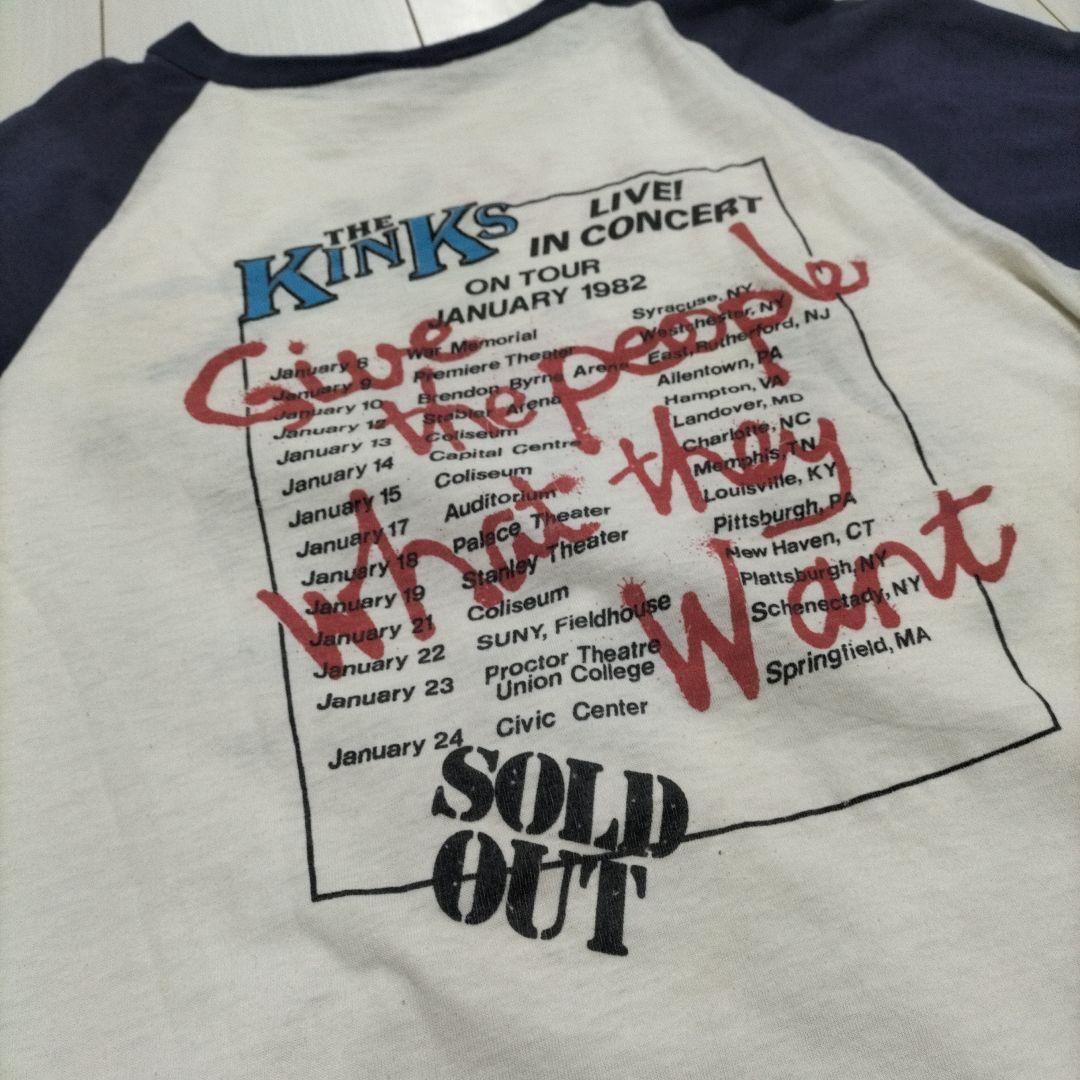 THE
KINKS
LIVE!
IN CONCERT
ON TOUR
JANUARY 1982
January 8 War Memorial Syracuse, NY
January 9 Premiere Theater Westchester, NY
January 10 Brendon Byrne Arena East Rutherford, NJ
January 12 Stabler Arena Allentown, PA
January 13 Coliseum Hampton, VA
January 14 Capital Centre Landover, MD
January 15 Coliseum Charlotte, NC
January 17 Auditorium Memphis, TN
January 18 Palace Theater Louisville, KY
January 19 Stanley Theater Pittsburgh, PA
January 21 Coliseum New Haven, CT
January 22 SUNY, Fieldhouse Plattsburgh, NY
January 23 Proctor Theatre Schenectady, NY
Union College
January 24 Civic Center Springfield, MA
Give
the people
What they
Want
SOLD
OUT